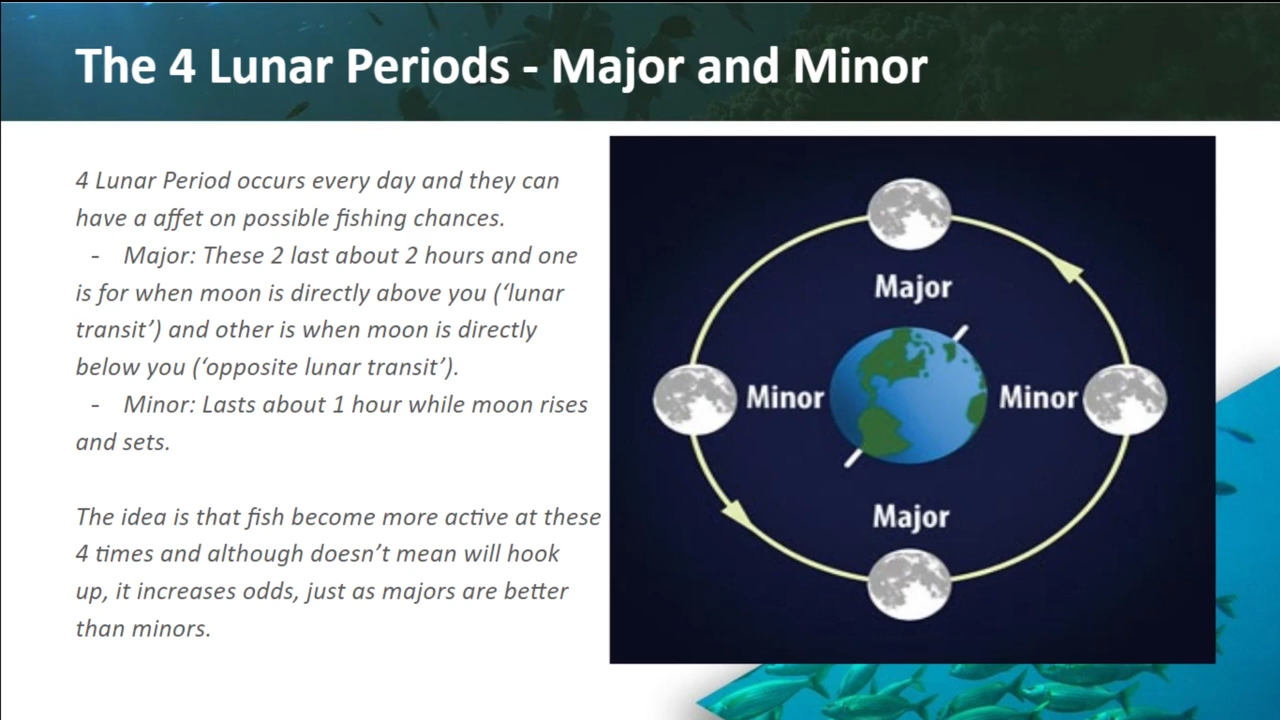 The 4 Lunar Periods - Major and Minor
4 Lunar Period occurs every day and they can
have a affet on possible fishing chances.
- Major: These 2 last about 2 hours and one
is for when moon is directly above you (‘lunar
transit’) and other is when moon is directly
below you (‘opposite lunar transit’).
- Minor: Lasts about 1 hour while moon rises
and sets.
The idea is that fish become more active at these
4 times and although doesn’t mean will hook
up, it increases odds, just as majors are better
than minors.
Major
Minor
Minor
Major